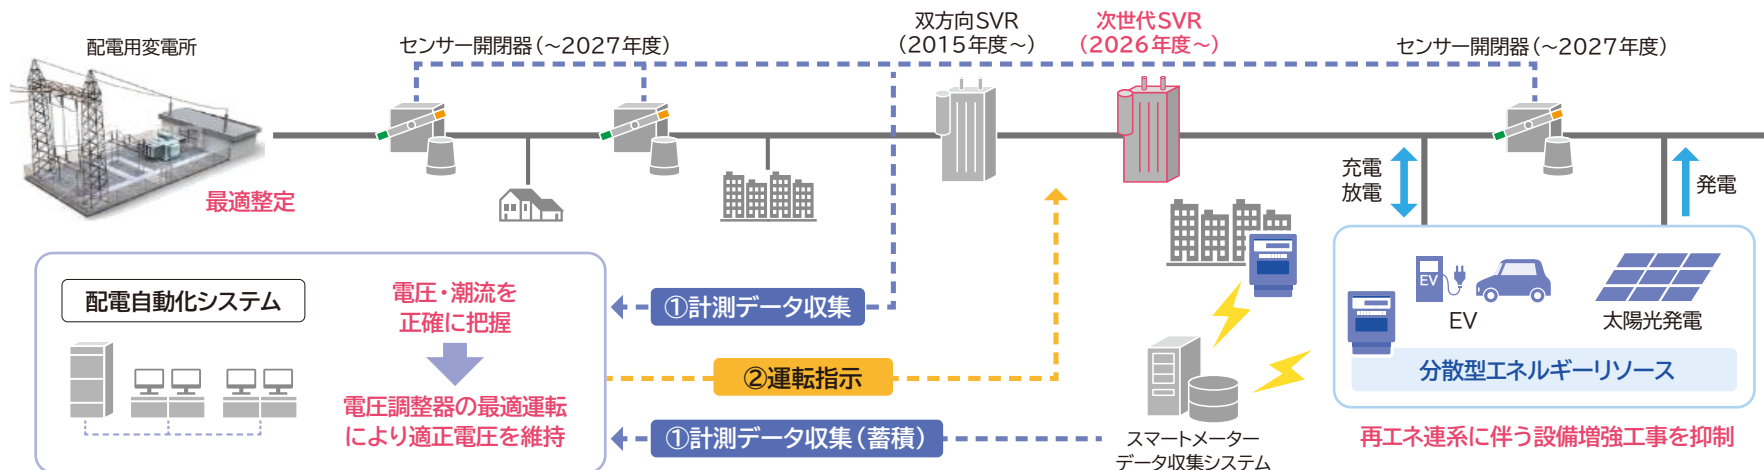 配電用変電所
センサー開閉器（～2027年度）
双方向SVR
（2015年度～）
次世代SVR
（2026年度～）
センサー開閉器（～2027年度）
最適整定
充電
放電
発電
配電自動化システム
電圧・潮流を
正確に把握
電圧調整器の最適運転
により適正電圧を維持
①計測データ収集
②運転指示
①計測データ収集（蓄積）
スマートメーター
データ収集システム
EV
EV
太陽光発電
分散型エネルギーリソース
再エネ連系に伴う設備増強工事を抑制